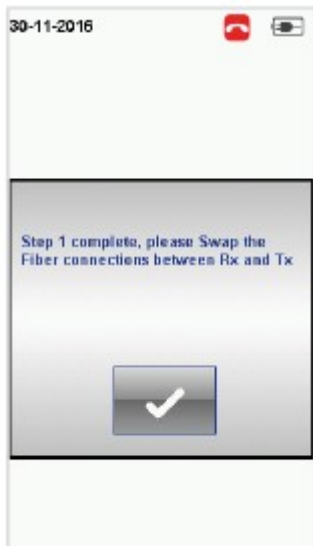 30-11-2016
Step 1 complete, please Swap the
Fiber connections between Rx and Tx